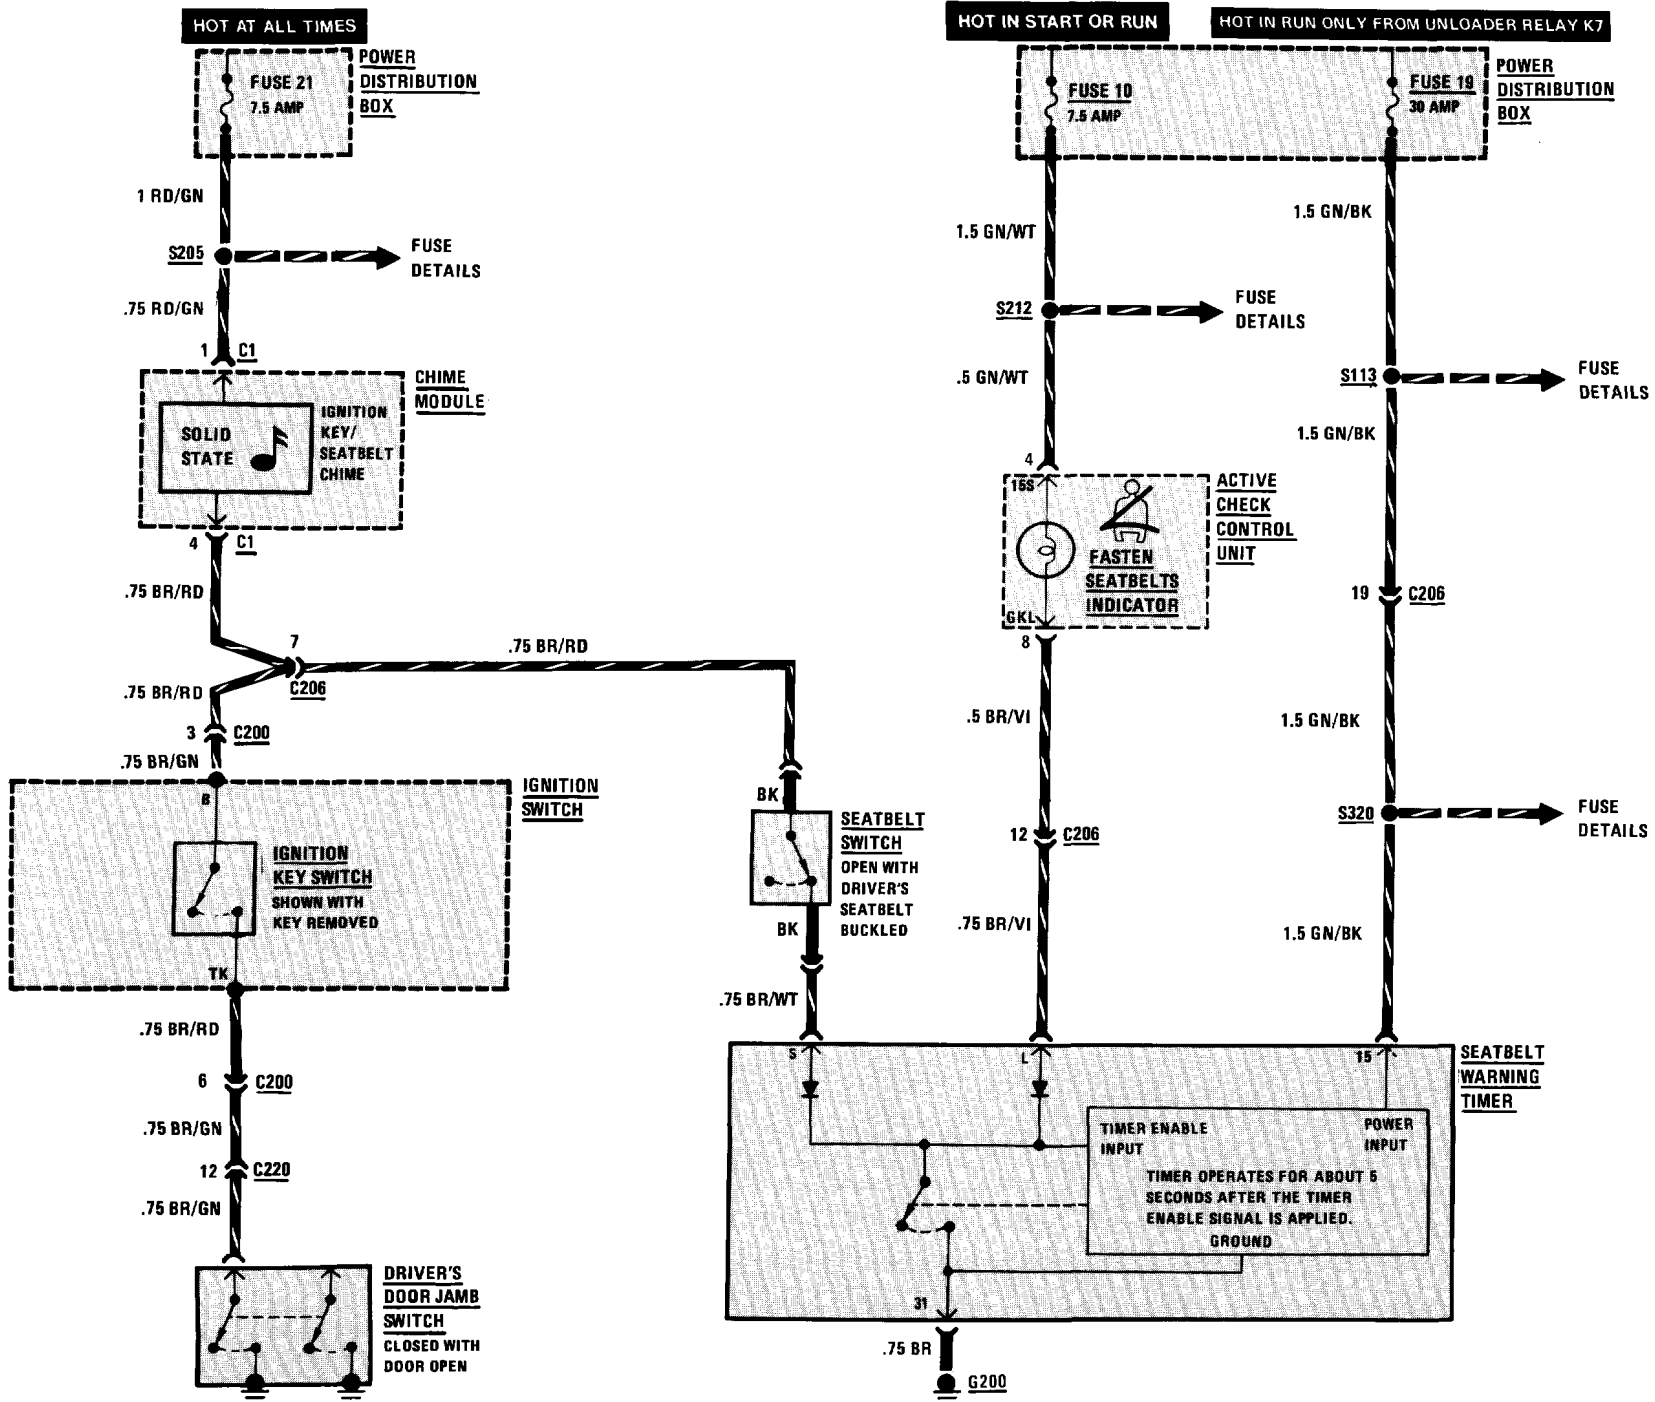 HOT AT ALL TIMES
HOT IN START OR RUN
HOT IN RUN ONLY FROM UNLOADER RELAY K7
FUSE 21
7.5 AMP
POWER
DISTRIBUTION
BOX
FUSE 10
7.5 AMP
FUSE 19
30 AMP
POWER
DISTRIBUTION
BOX
1 RD/GN
S205
FUSE
DETAILS
.75 RD/GN
1
C1
CHIME
MODULE
SOLID
STATE
IGNITION
KEY/
SEATBELT
CHIME
4
C1
.75 BR/RD
7
C206
.75 BR/RD
.75 BR/RD
3
C200
.75 BR/GN
B
IGNITION
SWITCH
IGNITION
KEY SWITCH
SHOWN WITH
KEY REMOVED
TK
.75 BR/RD
6
C200
.75 BR/GN
12
C220
.75 BR/GN
DRIVER'S
DOOR JAMB
SWITCH
CLOSED WITH
DOOR OPEN
BK
SEATBELT
SWITCH
OPEN WITH
DRIVER'S
SEATBELT
BUCKLED
BK
.75 BR/WT
1.5 GN/WT
S212
FUSE
DETAILS
.5 GN/WT
4
15S
ACTIVE
CHECK
CONTROL
UNIT
FASTEN
SEATBELTS
INDICATOR
GKL
8
.5 BR/VI
12
C206
.75 BR/VI
1.5 GN/BK
S113
FUSE
DETAILS
1.5 GN/BK
19
C206
1.5 GN/BK
S320
FUSE
DETAILS
1.5 GN/BK
S
L
15
SEATBELT
WARNING
TIMER
TIMER ENABLE
INPUT
POWER
INPUT
TIMER OPERATES FOR ABOUT 5
SECONDS AFTER THE TIMER
ENABLE SIGNAL IS APPLIED.
GROUND
31
.75 BR
G200